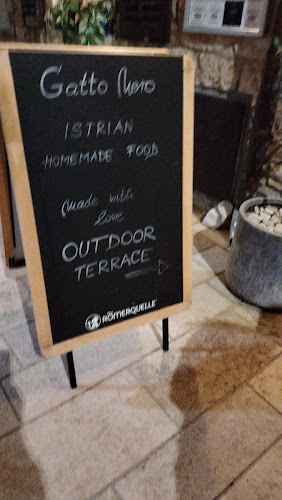 Gatto Nero
ISTRIAN
HOMEMADE FOOD
made with
love
OUTDOOR
TERRACE
RÖMERQUELLE